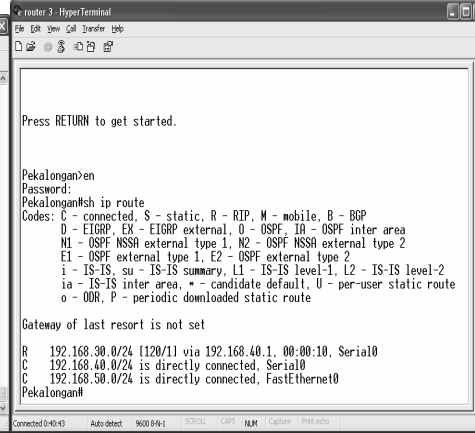 router 3 - HyperTerminal
File Edit View Call Transfer Help
Press RETURN to get started.
Pekalongan>en
Password:
Pekalongan#sh ip route
Codes: C - connected, S - static, R - RIP, M - mobile, B - BGP
D - EIGRP, EX - EIGRP external, O - OSPF, IA - OSPF inter area
N1 - OSPF NSSA external type 1, N2 - OSPF NSSA external type 2
E1 - OSPF external type 1, E2 - OSPF external type 2
i - IS-IS, su - IS-IS summary, L1 - IS-IS level-1, L2 - IS-IS level-2
ia - IS-IS inter area, * - candidate default, U - per-user static route
o - ODR, P - periodic downloaded static route
Gateway of last resort is not set
R 192.168.30.0/24 [120/1] via 192.168.40.1, 00:00:10, Serial0
C 192.168.40.0/24 is directly connected, Serial0
C 192.168.50.0/24 is directly connected, FastEthernet0
Pekalongan#
Connected 0:40:43 Auto detect 9600 8-N-1 SCROLL CAPS NUM Capture Print echo